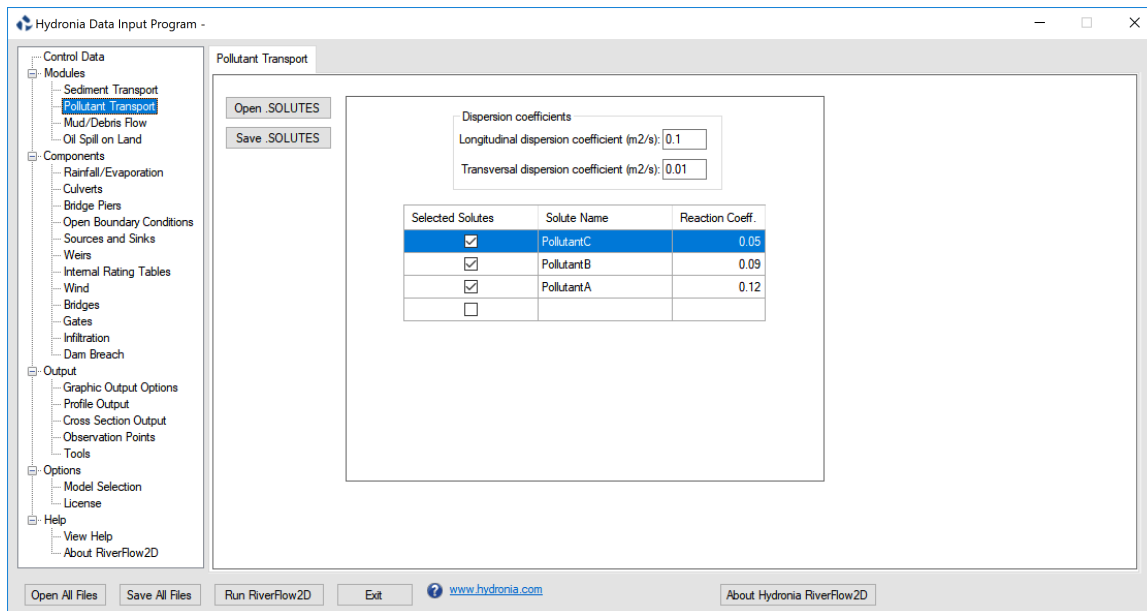 Hydronia Data Input Program -
Control Data
Modules
Sediment Transport
Pollutant Transport
Mud/Debris Flow
Oil Spill on Land
Components
Rainfall/Evaporation
Culverts
Bridge Piers
Open Boundary Conditions
Sources and Sinks
Weirs
Internal Rating Tables
Wind
Bridges
Gates
Infiltration
Dam Breach
Output
Graphic Output Options
Profile Output
Cross Section Output
Observation Points
Tools
Options
Model Selection
License
Help
View Help
About RiverFlow2D
Pollutant Transport
Open .SOLUTES
Save .SOLUTES
Dispersion coefficients
Longitudinal dispersion coefficient (m2/s): 0.1
Transversal dispersion coefficient (m2/s): 0.01
Selected Solutes Solute Name Reaction Coeff.
PollutantC 0.05
PollutantB 0.09
PollutantA 0.12
Open All Files Save All Files Run RiverFlow2D Exit ? www.hydronia.com About Hydronia RiverFlow2D